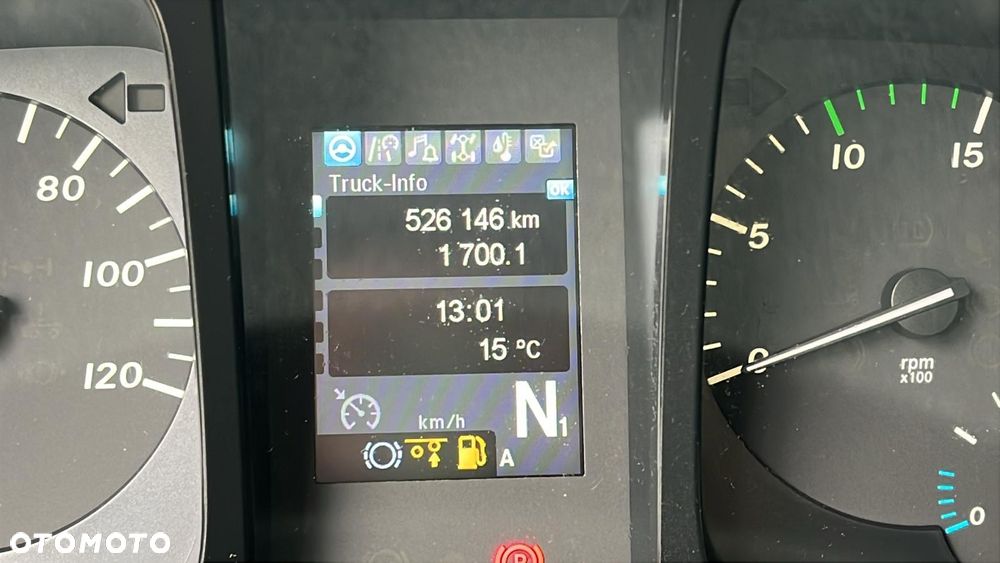 Truck-Info
OK
526 146 km
1 700.1
13:01
15 °C
km/h
N1
A
80
100
120
0
5
10
15
rpm
x100
0
P
OTOMOTO